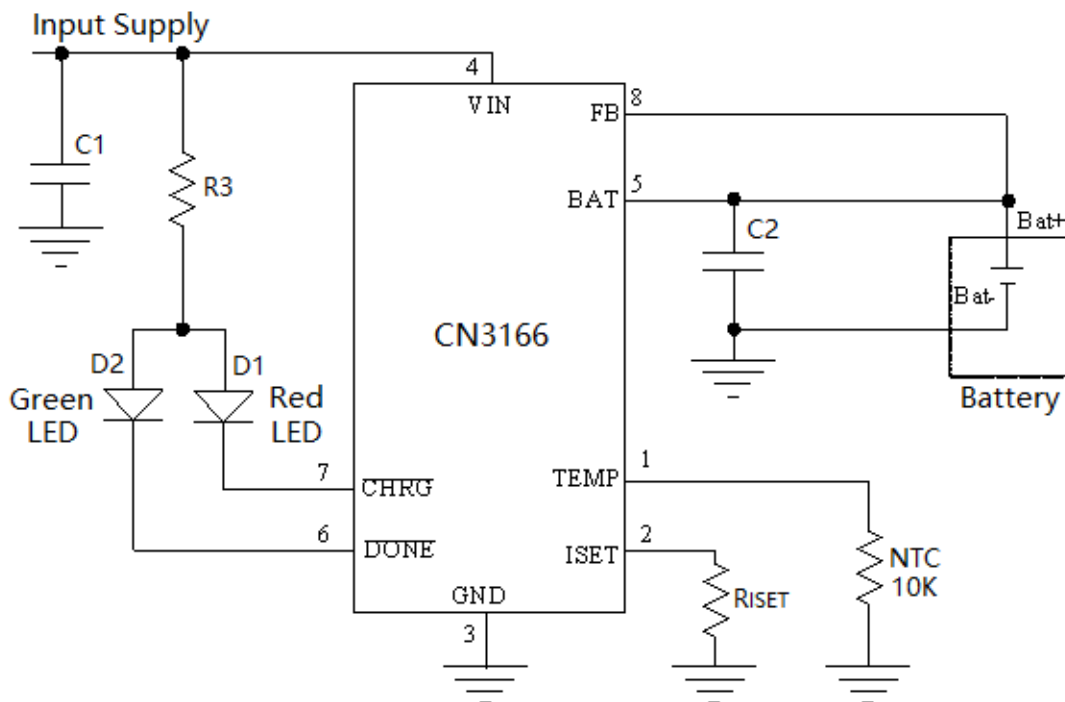 Input Supply
4
VIN
8
FB
C1
R3
5
BAT
C2
Bat+
Bat-
CN3166
D2
D1
Green
LED
Red
LED
Battery
7
CHRG
1
TEMP
6
DONE
2
ISET
NTC
10K
RISET
GND
3